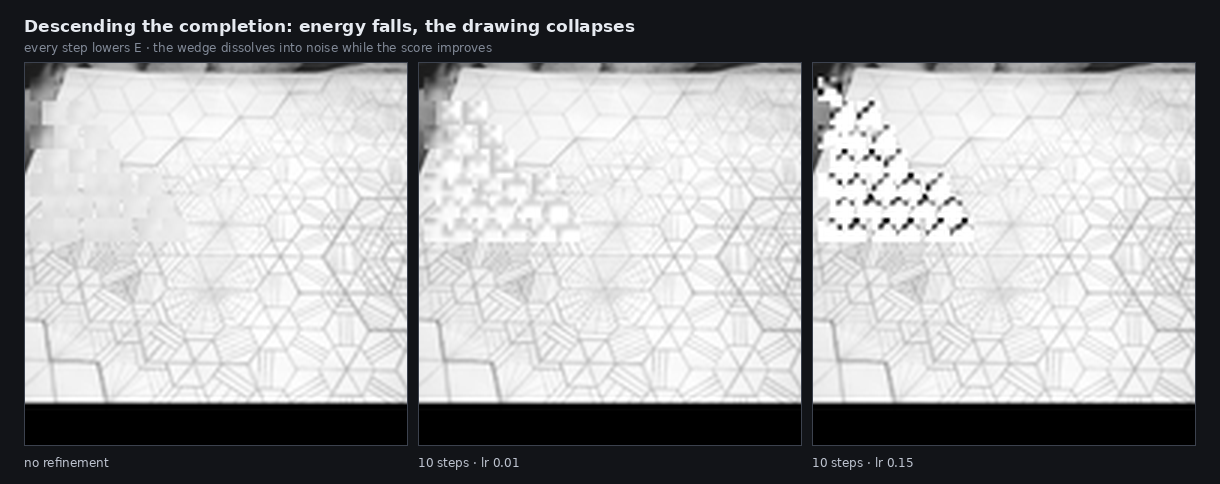 Descending the completion: energy falls, the drawing collapses
every step lowers E · the wedge dissolves into noise while the score improves
no refinement
10 steps · lr 0.01
10 steps · lr 0.15